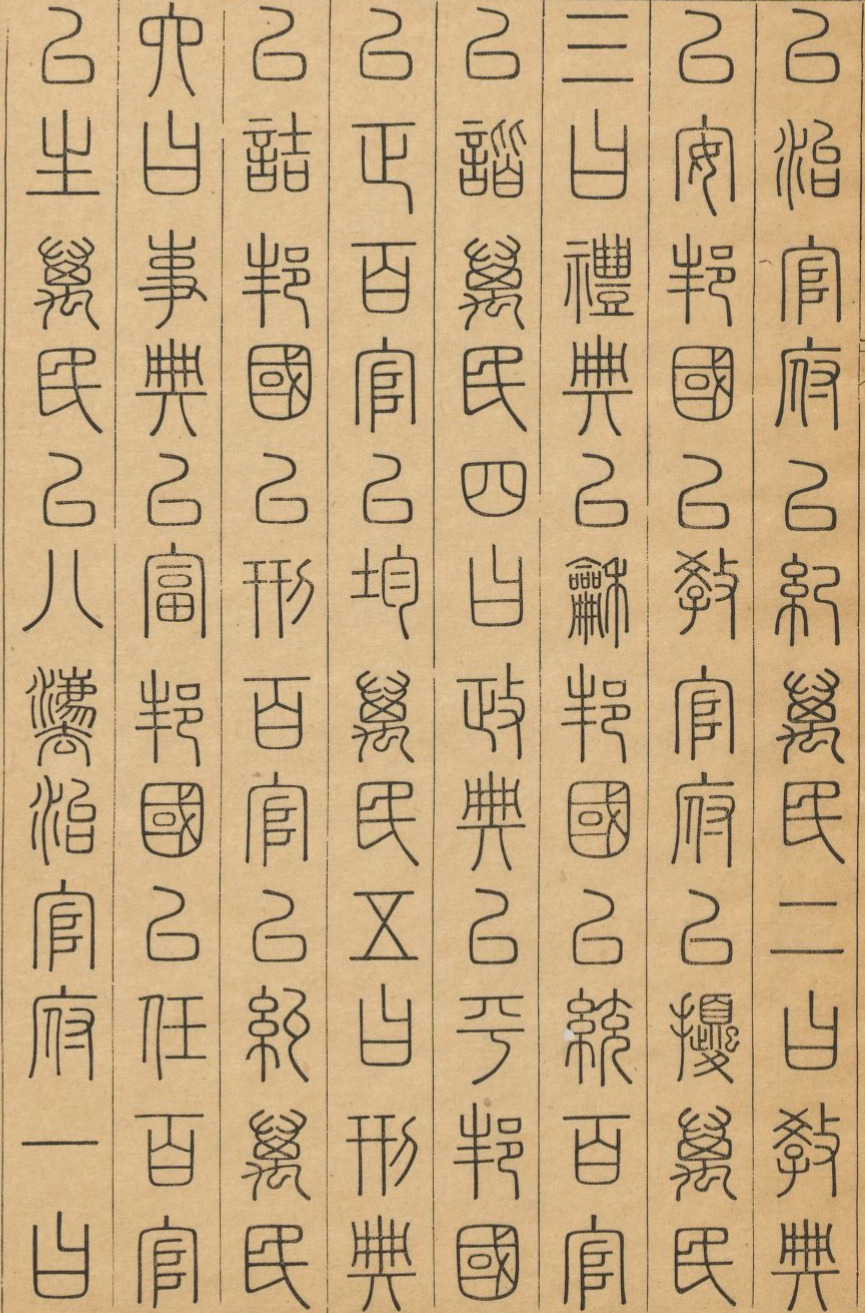 以治官府以紀萬民二曰教典
以安邦國以教官府以擾萬民
三曰禮典以龢邦國以統百官
以諧萬民四曰政典以平邦國
以正百官以均萬民五曰刑典
以詰邦國以刑百官以糾萬民
六曰事典以富邦國以任百官
以生萬民以八灋治官府一曰